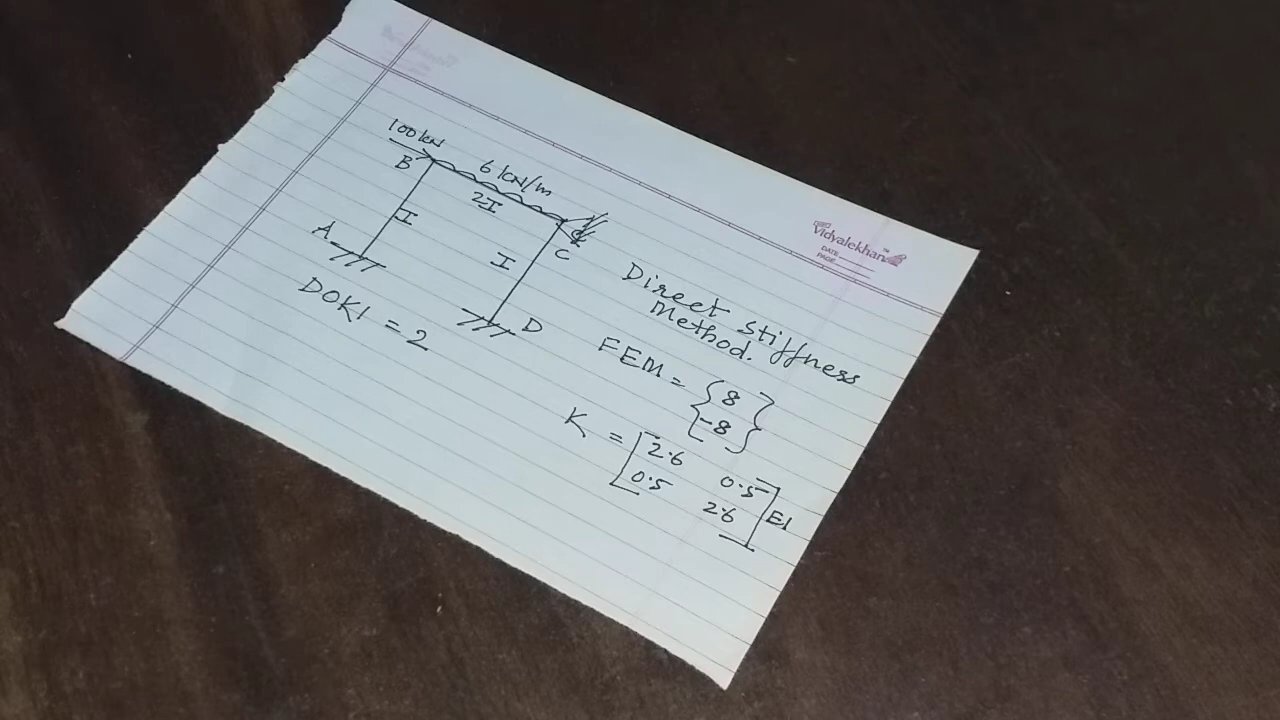 100 kN
B
6 kN/m
2I
I
A
C
I
D
DOKI = 2
Vidyalekhan™
DATE
PAGE
Direct stiffness
Method.
FEM = { 8
-8 }
K = [ 2.6 0.5
0.5 2.6 ] EI